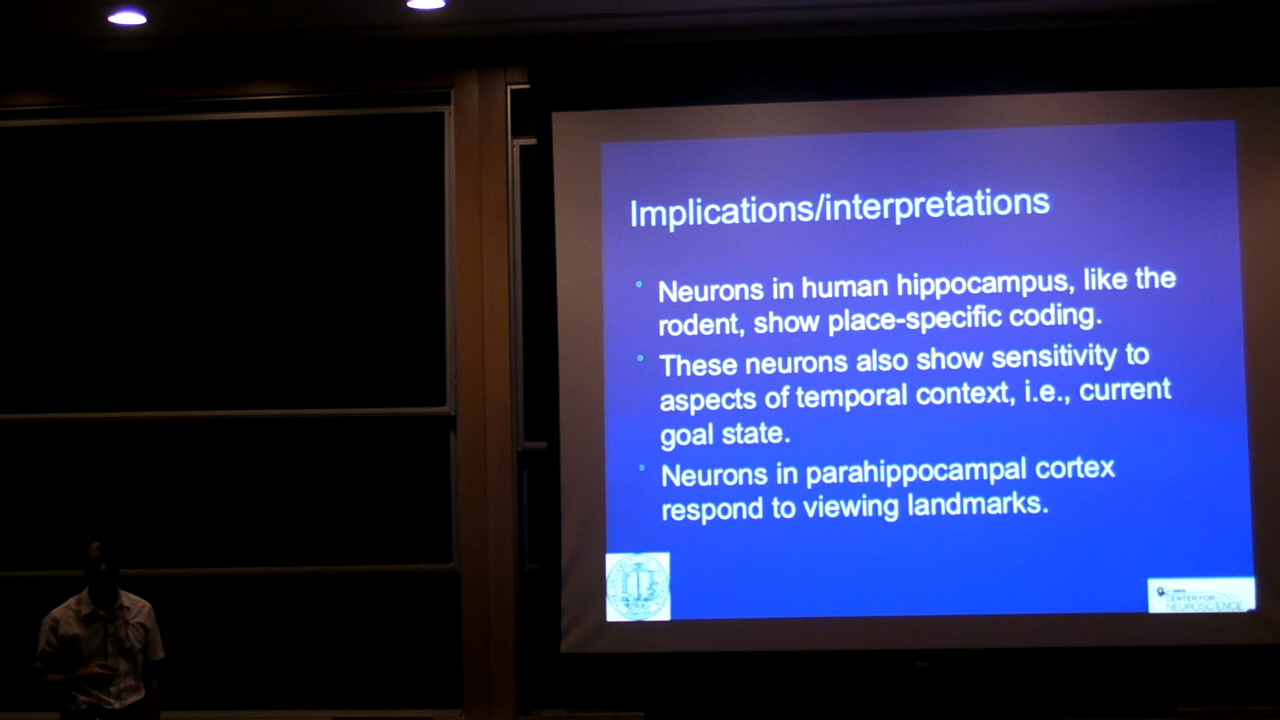 Implications/interpretations
Neurons in human hippocampus, like the
rodent, show place-specific coding.
These neurons also show sensitivity to
aspects of temporal context, i.e., current
goal state.
Neurons in parahippocampal cortex
respond to viewing landmarks.
CENTER FOR
NEUROSCIENCE